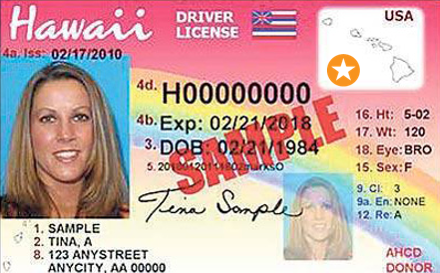 Hawaii
DRIVER
LICENSE
USA
4a. Iss: 02/17/2010
4d. H00000000
4b. Exp: 02/21/2018
3. DOB: 02/21/1984
SAMPLE
Tina Sample
16. Ht: 5-02
17. Wt: 120
18. Eye: BRO
15. Sex: F
9. Cl: 3
9a. En: NONE
12. Re: A
1. SAMPLE
2. TINA, A
8. 123 ANYSTREET
ANYCITY, AA 00000
AHCD
DONOR